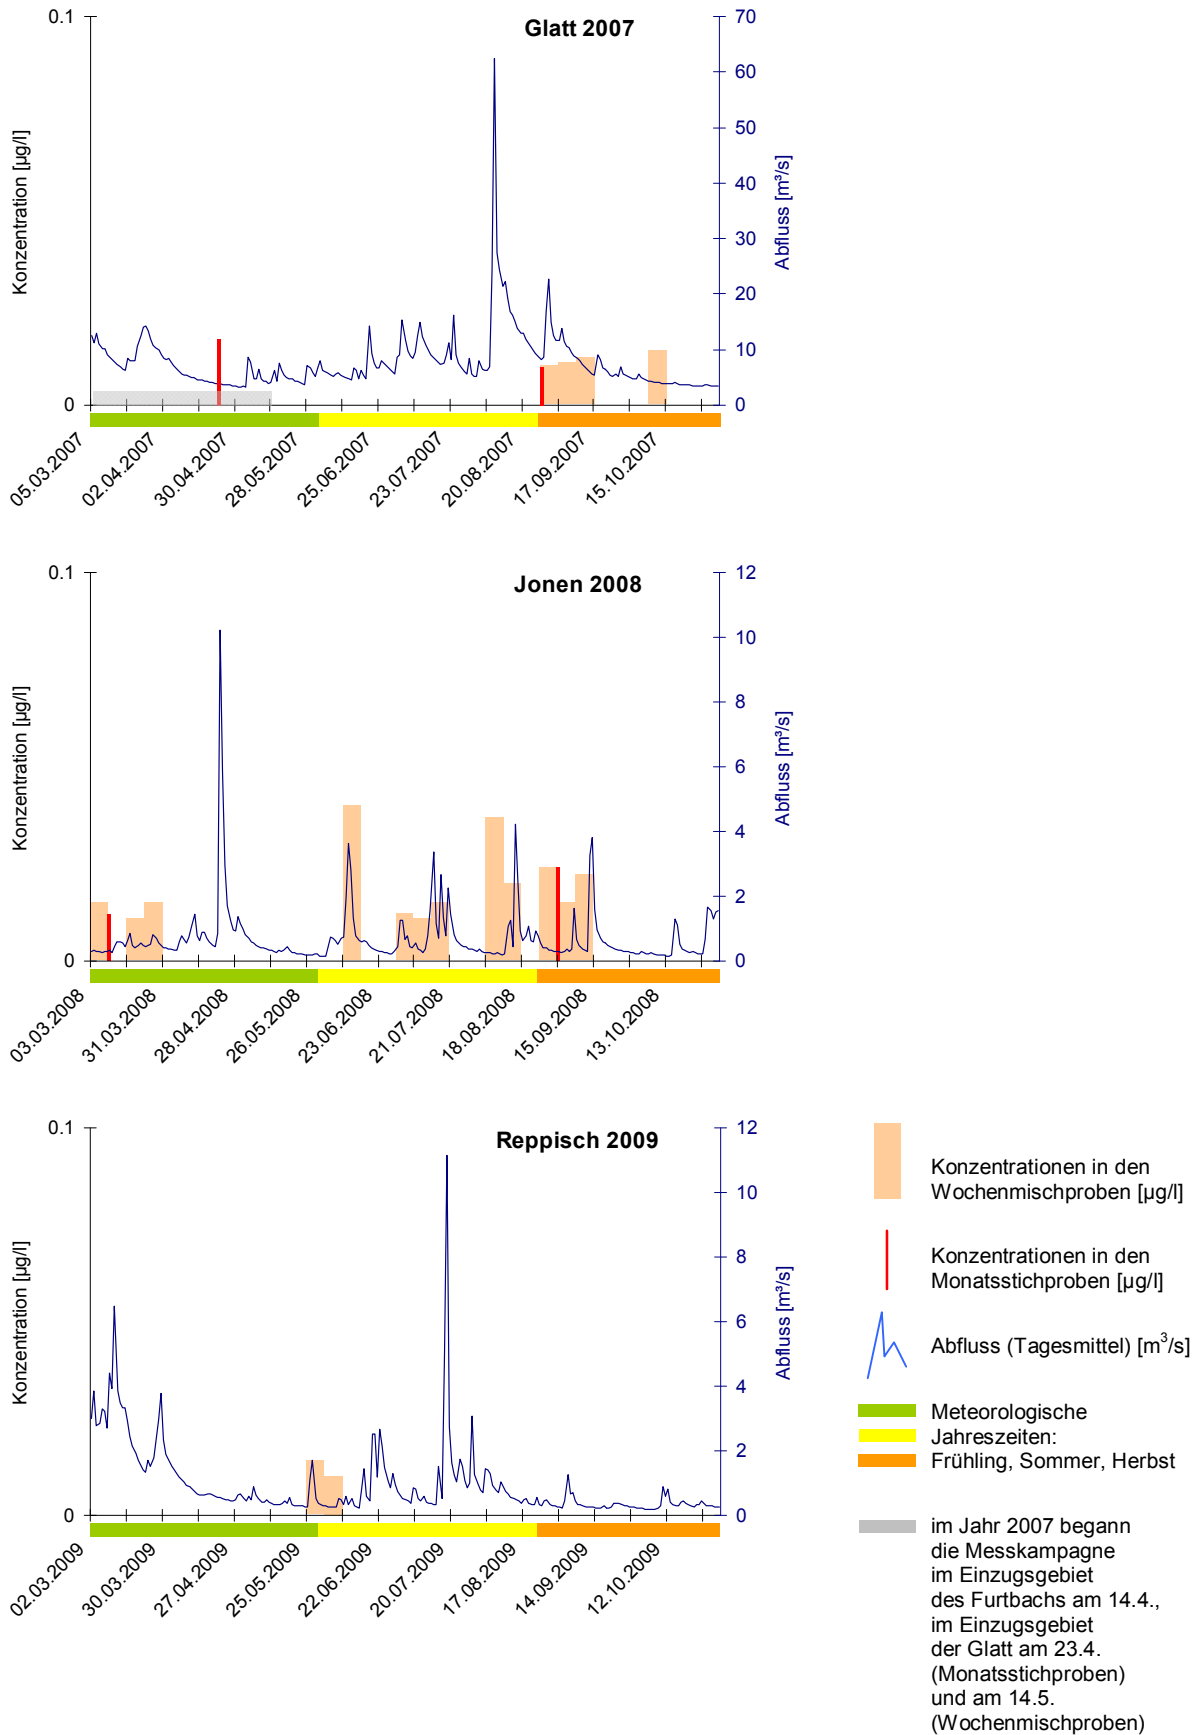 Glatt 2007
Konzentration [µg/l]
0.1
0
Abfluss [m³/s]
70
60
50
40
30
20
10
0
05.03.2007
02.04.2007
30.04.2007
28.05.2007
25.06.2007
23.07.2007
20.08.2007
17.09.2007
15.10.2007
Jonen 2008
Konzentration [µg/l]
0.1
0
Abfluss [m³/s]
12
10
8
6
4
2
0
03.03.2008
31.03.2008
28.04.2008
26.05.2008
23.06.2008
21.07.2008
18.08.2008
15.09.2008
13.10.2008
Reppisch 2009
Konzentration [µg/l]
0.1
0
Abfluss [m³/s]
12
10
8
6
4
2
0
02.03.2009
30.03.2009
27.04.2009
25.05.2009
22.06.2009
20.07.2009
17.08.2009
14.09.2009
12.10.2009
Konzentrationen in den
Wochenmischproben [µg/l]
Konzentrationen in den
Monatsstichproben [µg/l]
Abfluss (Tagesmittel) [m³/s]
Meteorologische
Jahreszeiten:
Frühling, Sommer, Herbst
im Jahr 2007 begann
die Messkampagne
im Einzugsgebiet
des Furtbachs am 14.4.,
im Einzugsgebiet
der Glatt am 23.4.
(Monatsstichproben)
und am 14.5.
(Wochenmischproben)